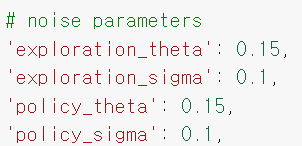 # noise parameters
'exploration_theta': 0.15,
'exploration_sigma': 0.1,
'policy_theta': 0.15,
'policy_sigma': 0.1,